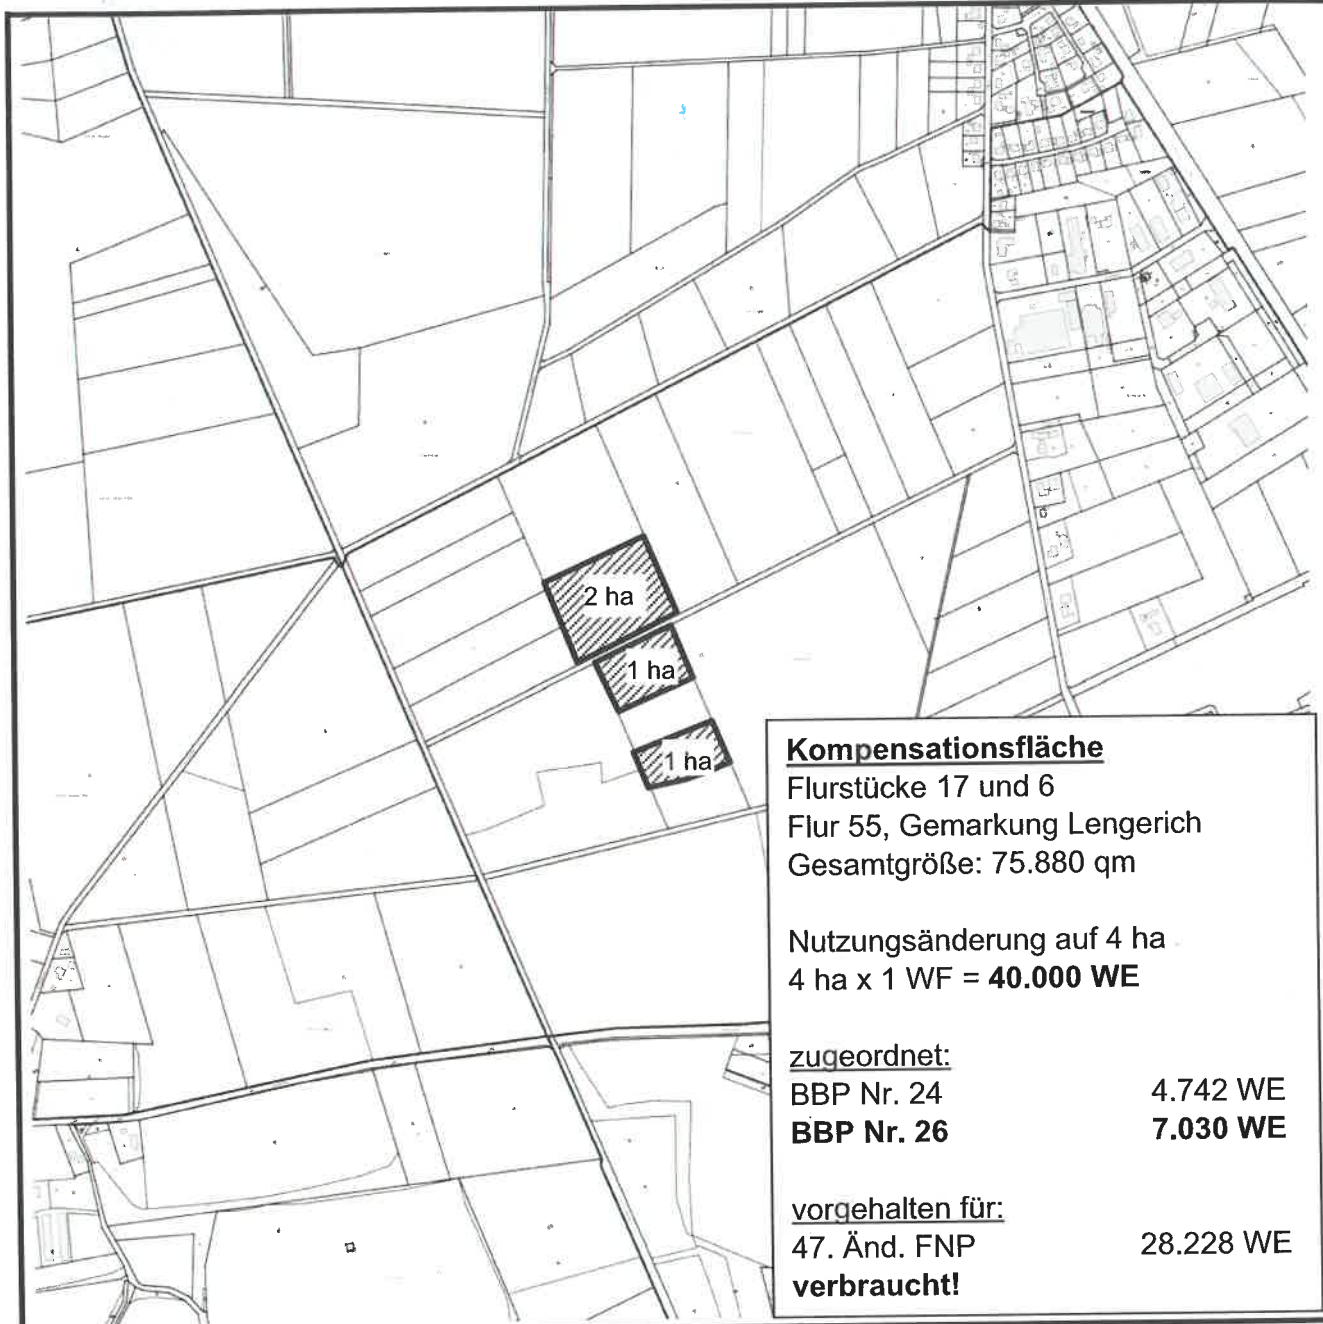 2 ha
1 ha
1 ha
Kompensationsfläche
Flurstücke 17 und 6
Flur 55, Gemarkung Lengerich
Gesamtgröße: 75.880 qm
Nutzungsänderung auf 4 ha
4 ha x 1 WF = 40.000 WE
zugeordnet:
BBP Nr. 24 4.742 WE
BBP Nr. 26 7.030 WE
vorgehalten für:
47. Änd. FNP 28.228 WE
verbraucht!